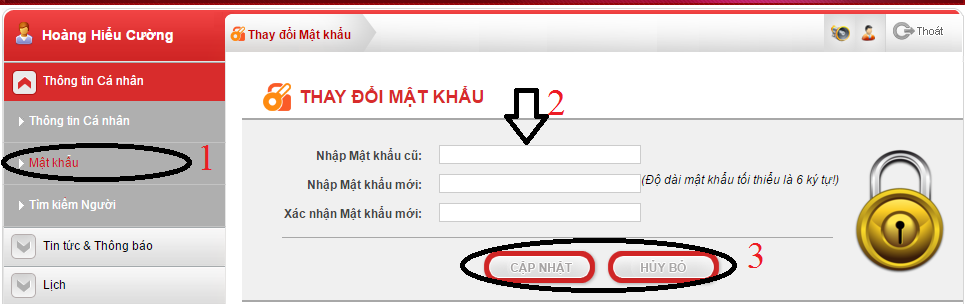 Hoàng Hiếu Cường
Thay đổi Mật khẩu
Thoát
Thông tin Cá nhân
THAY ĐỔI MẬT KHẨU
2
Thông tin Cá nhân
Mật khẩu
1
Tìm kiếm Người
Tin tức & Thông báo
Lịch
Nhập Mật khẩu cũ:
Nhập Mật khẩu mới:
(Độ dài mật khẩu tối thiểu là 6 ký tự!)
Xác nhận Mật khẩu mới:
CẬP NHẬT
HỦY BỎ
3